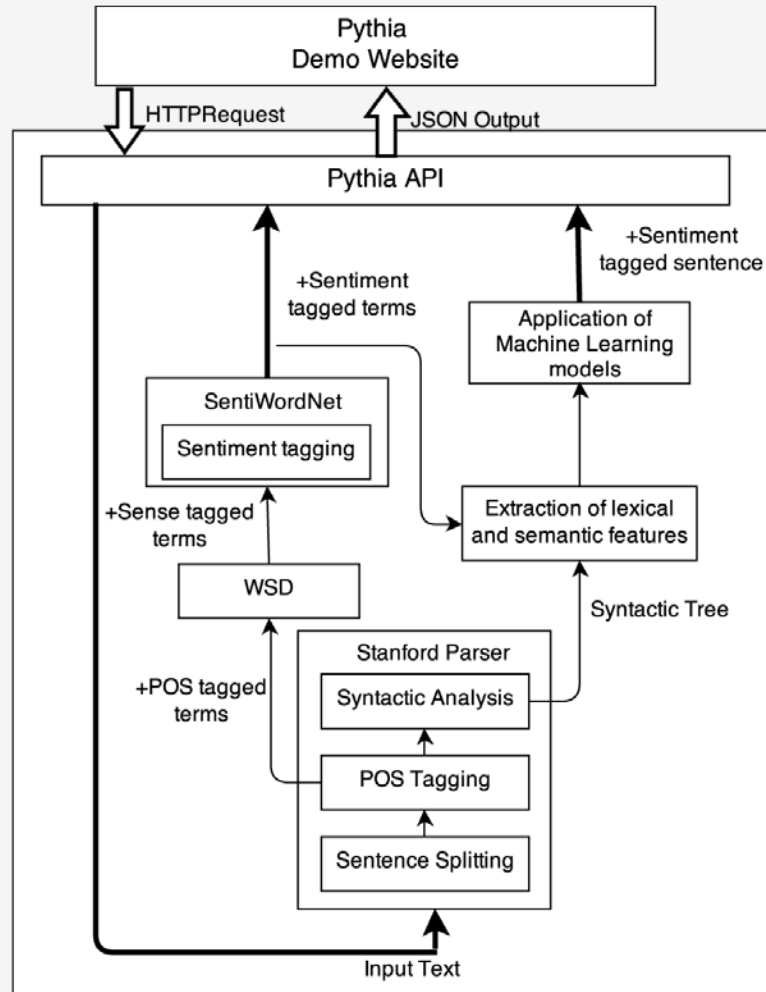 Pythia
Demo Website
HTTPRequest
JSON Output
Pythia API
+Sentiment
tagged sentence
+Sentiment
tagged terms
Application of
Machine Learning
models
SentiWordNet
Sentiment tagging
+Sense tagged
terms
Extraction of lexical
and semantic features
WSD
Syntactic Tree
Stanford Parser
+POS tagged
terms
Syntactic Analysis
POS Tagging
Sentence Splitting
Input Text